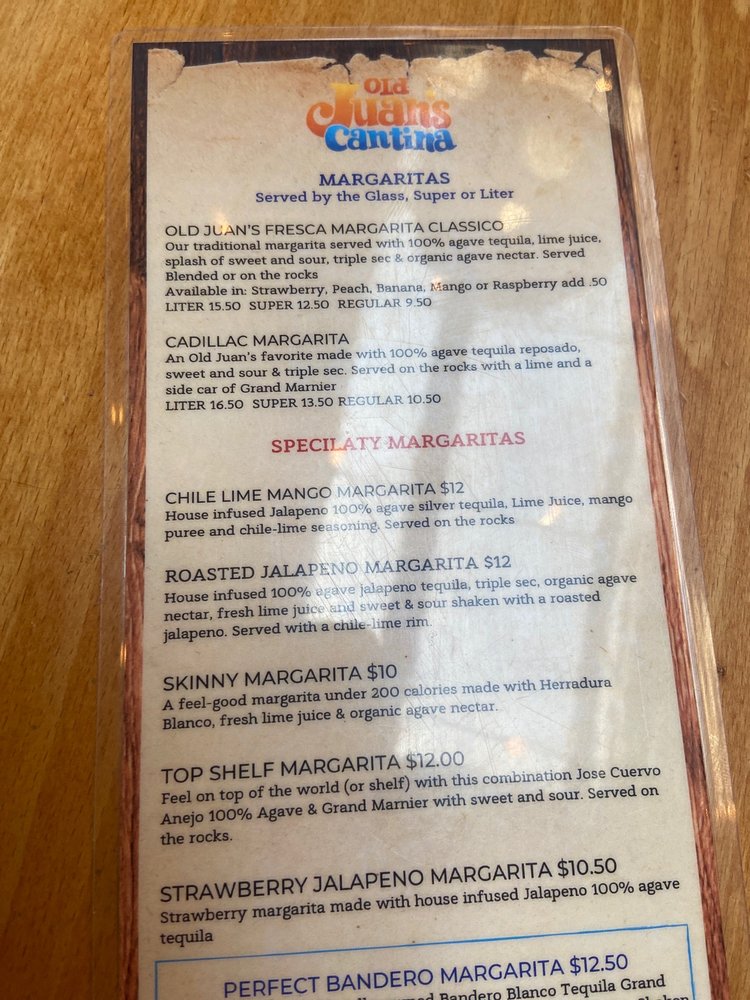 Old
Juan's
Cantina
MARGARITAS
Served by the Glass, Super or Liter
OLD JUAN'S FRESCA MARGARITA CLASSICO
Our traditional margarita served with 100% agave tequila, lime juice,
splash of sweet and sour, triple sec & organic agave nectar. Served
Blended or on the rocks
Available in: Strawberry, Peach, Banana, Mango or Raspberry add .50
LITER 15.50 SUPER 12.50 REGULAR 9.50
CADILLAC MARGARITA
An Old Juan's favorite made with 100% agave tequila reposado,
sweet and sour & triple sec. Served on the rocks with a lime and a
side car of Grand Marnier
LITER 16.50 SUPER 13.50 REGULAR 10.50
SPECILATY MARGARITAS
CHILE LIME MANGO MARGARITA $12
House infused Jalapeno 100% agave silver tequila, Lime Juice, mango
puree and chile-lime seasoning. Served on the rocks
ROASTED JALAPENO MARGARITA $12
House infused 100% agave jalapeno tequila, triple sec, organic agave
nectar, fresh lime juice and sweet & sour shaken with a roasted
jalapeno. Served with a chile-lime rim.
SKINNY MARGARITA $10
A feel-good margarita under 200 calories made with Herradura
Blanco, fresh lime juice & organic agave nectar.
TOP SHELF MARGARITA $12.00
Feel on top of the world (or shelf) with this combination Jose Cuervo
Anejo 100% Agave & Grand Marnier with sweet and sour. Served on
the rocks.
STRAWBERRY JALAPENO MARGARITA $10.50
Strawberry margarita made with house infused Jalapeno 100% agave
tequila
PERFECT BANDERO MARGARITA $12.50
Bandero Blanco Tequila Grand